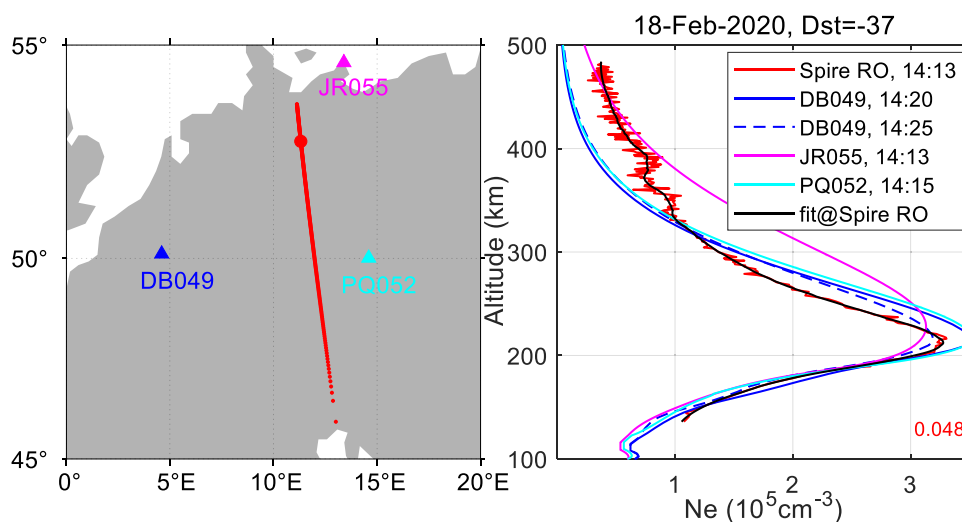 18-Feb-2020, Dst=-37
55°
50°
45°
0°
5°E
10°E
15°E
20°E
JR055
DB049
PQ052
Altitude (km)
500
400
300
200
100
Spire RO, 14:13
DB049, 14:20
DB049, 14:25
JR055, 14:13
PQ052, 14:15
fit@Spire RO
0.048
1
2
3
Ne (10⁵cm⁻³)